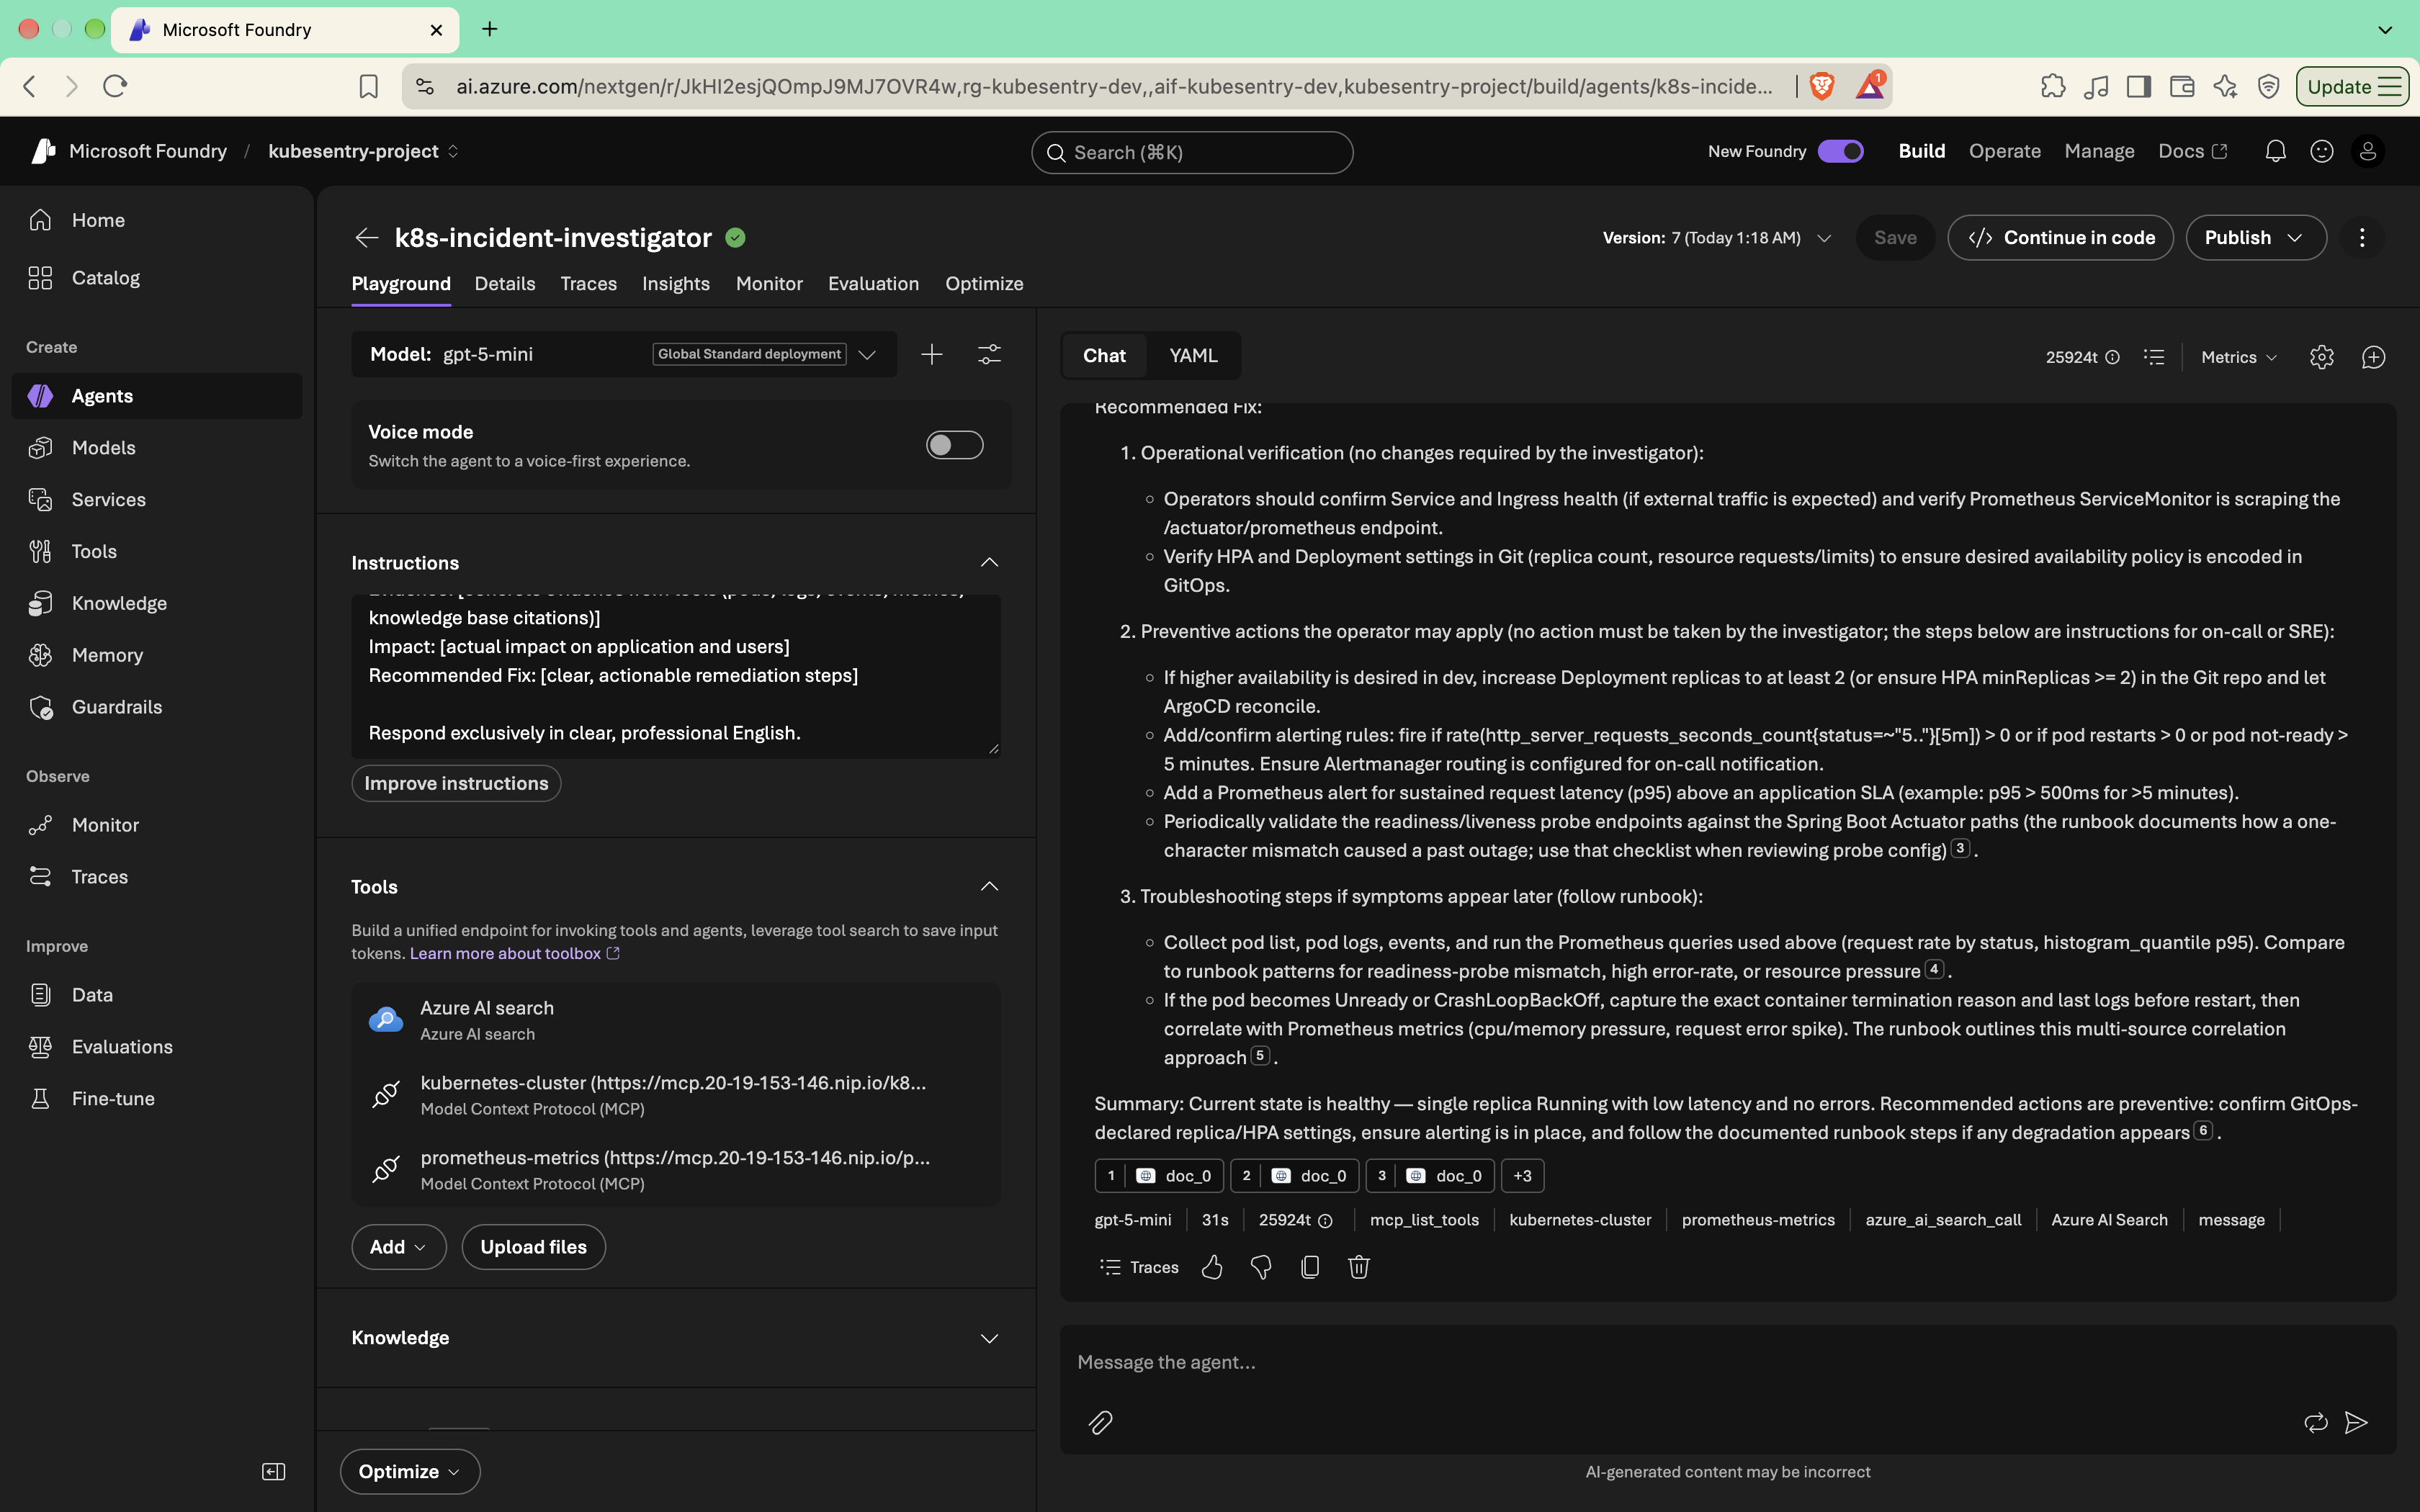 Microsoft Foundry
ai.azure.com/nextgen/r/JkHI2esjQOmpJ9MJ7OVR4w,rg-kubesentry-dev,,aif-kubesentry-dev,kubesentry-project/build/agents/k8s-incide...
1
Update
Microsoft Foundry / kubesentry-project
Search (⌘K)
New Foundry
Build
Operate
Manage
Docs
Home
Catalog
Create
Agents
Models
Services
Tools
Knowledge
Memory
Guardrails
Observe
Monitor
Traces
Improve
Data
Evaluations
Fine-tune
k8s-incident-investigator
Version: 7 (Today 1:18 AM)
Save
</> Continue in code
Publish
Playground
Details
Traces
Insights
Monitor
Evaluation
Optimize
Model: gpt-5-mini
Global Standard deployment
Voice mode
Switch the agent to a voice-first experience.
Instructions
Evidence: [concrete evidence from tools (pods, logs, events, metrics,
knowledge base citations)]
Impact: [actual impact on application and users]
Recommended Fix: [clear, actionable remediation steps]
Respond exclusively in clear, professional English.
Improve instructions
Tools
Build a unified endpoint for invoking tools and agents, leverage tool search to save input
tokens. Learn more about toolbox
Azure AI search
Azure AI search
kubernetes-cluster (https://mcp.20-19-153-146.nip.io/k8...
Model Context Protocol (MCP)
prometheus-metrics (https://mcp.20-19-153-146.nip.io/p...
Model Context Protocol (MCP)
Add
Upload files
Knowledge
Optimize
Chat
YAML
25924t
Metrics
Recommended Fix:
1. Operational verification (no changes required by the investigator):
Operators should confirm Service and Ingress health (if external traffic is expected) and verify Prometheus ServiceMonitor is scraping the
/actuator/prometheus endpoint.
Verify HPA and Deployment settings in Git (replica count, resource requests/limits) to ensure desired availability policy is encoded in
GitOps.
2. Preventive actions the operator may apply (no action must be taken by the investigator; the steps below are instructions for on-call or SRE):
If higher availability is desired in dev, increase Deployment replicas to at least 2 (or ensure HPA minReplicas >= 2) in the Git repo and let
ArgoCD reconcile.
Add/confirm alerting rules: fire if rate(http_server_requests_seconds_count{status=~"5.."}[5m]) > 0 or if pod restarts > 0 or pod not-ready >
5 minutes. Ensure Alertmanager routing is configured for on-call notification.
Add a Prometheus alert for sustained request latency (p95) above an application SLA (example: p95 > 500ms for >5 minutes).
Periodically validate the readiness/liveness probe endpoints against the Spring Boot Actuator paths (the runbook documents how a one-
character mismatch caused a past outage; use that checklist when reviewing probe config) 3 .
3. Troubleshooting steps if symptoms appear later (follow runbook):
Collect pod list, pod logs, events, and run the Prometheus queries used above (request rate by status, histogram_quantile p95). Compare
to runbook patterns for readiness-probe mismatch, high error-rate, or resource pressure 4 .
If the pod becomes Unready or CrashLoopBackOff, capture the exact container termination reason and last logs before restart, then
correlate with Prometheus metrics (cpu/memory pressure, request error spike). The runbook outlines this multi-source correlation
approach 5 .
Summary: Current state is healthy — single replica Running with low latency and no errors. Recommended actions are preventive: confirm GitOps-
declared replica/HPA settings, ensure alerting is in place, and follow the documented runbook steps if any degradation appears 6 .
1 doc_0
2 doc_0
3 doc_0
+3
gpt-5-mini
31s
25924t
mcp_list_tools
kubernetes-cluster
prometheus-metrics
azure_ai_search_call
Azure AI Search
message
Traces
Message the agent...
AI-generated content may be incorrect